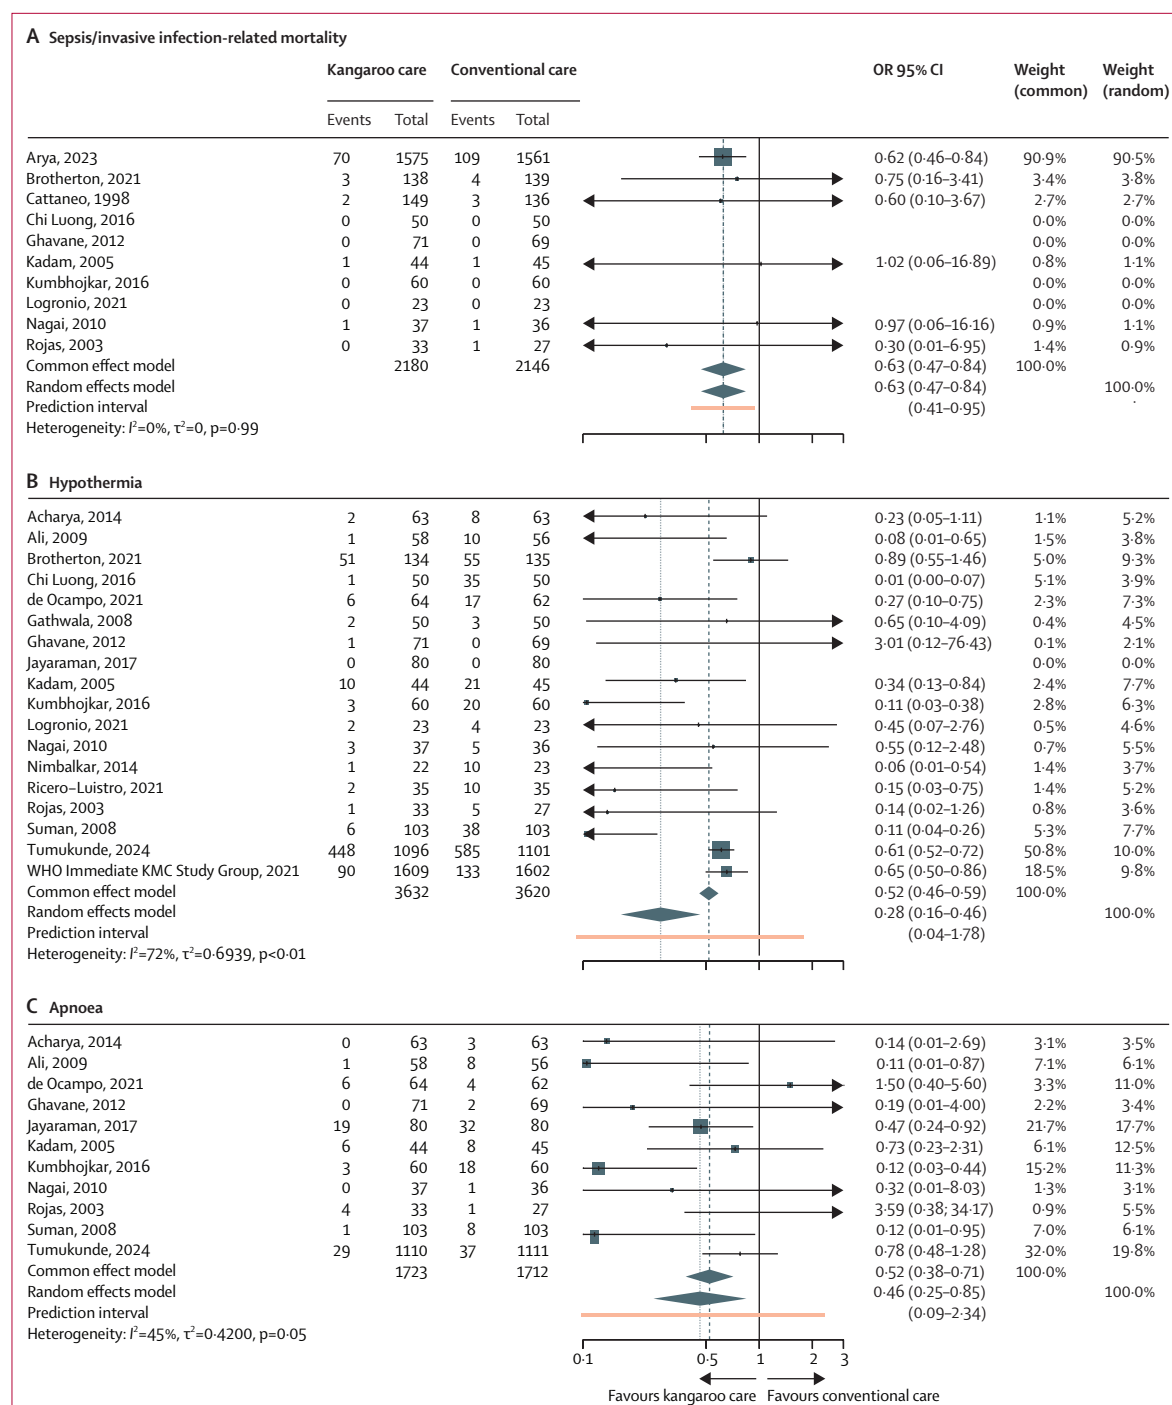 A Sepsis/invasive infection-related mortality
Kangaroo care Conventional care OR 95% CI Weight (common) Weight (random)
Events Total Events Total
Arya, 2023 70 1575 109 1561 0·62 (0·46–0·84) 90·9% 90·5%
Brotherton, 2021 3 138 4 139 0·75 (0·16–3·41) 3·4% 3·8%
Cattaneo, 1998 2 149 3 136 0·60 (0·10–3·67) 2·7% 2·7%
Chi Luong, 2016 0 50 0 50 0·0% 0·0%
Ghavane, 2012 0 71 0 69 0·0% 0·0%
Kadam, 2005 1 44 1 45 1·02 (0·06–16·89) 0·8% 1·1%
Kumbhojkar, 2016 0 60 0 60 0·0% 0·0%
Logronio, 2021 0 23 0 23 0·0% 0·0%
Nagai, 2010 1 37 1 36 0·97 (0·06–16·16) 0·9% 1·1%
Rojas, 2003 0 33 1 27 0·30 (0·01–6·95) 1·4% 0·9%
Common effect model 2180 2146 0·63 (0·47–0·84) 100·0%
Random effects model 0·63 (0·47–0·84) 100·0%
Prediction interval (0·41–0·95) ·
Heterogeneity: I²=0%, τ²=0, p=0·99
B Hypothermia
Acharya, 2014 2 63 8 63 0·23 (0·05–1·11) 1·1% 5·2%
Ali, 2009 1 58 10 56 0·08 (0·01–0·65) 1·5% 3·8%
Brotherton, 2021 51 134 55 135 0·89 (0·55–1·46) 5·0% 9·3%
Chi Luong, 2016 1 50 35 50 0·01 (0·00–0·07) 5·1% 3·9%
de Ocampo, 2021 6 64 17 62 0·27 (0·10–0·75) 2·3% 7·3%
Gathwala, 2008 2 50 3 50 0·65 (0·10–4·09) 0·4% 4·5%
Ghavane, 2012 1 71 0 69 3·01 (0·12–76·43) 0·1% 2·1%
Jayaraman, 2017 0 80 0 80 0·0% 0·0%
Kadam, 2005 10 44 21 45 0·34 (0·13–0·84) 2·4% 7·7%
Kumbhojkar, 2016 3 60 20 60 0·11 (0·03–0·38) 2·8% 6·3%
Logronio, 2021 2 23 4 23 0·45 (0·07–2·76) 0·5% 4·6%
Nagai, 2010 3 37 5 36 0·55 (0·12–2·48) 0·7% 5·5%
Nimbalkar, 2014 1 22 10 23 0·06 (0·01–0·54) 1·4% 3·7%
Ricero–Luistro, 2021 2 35 10 35 0·15 (0·03–0·75) 1·4% 5·2%
Rojas, 2003 1 33 5 27 0·14 (0·02–1·26) 0·8% 3·6%
Suman, 2008 6 103 38 103 0·11 (0·04–0·26) 5·3% 7·7%
Tumukunde, 2024 448 1096 585 1101 0·61 (0·52–0·72) 50·8% 10·0%
WHO Immediate KMC Study Group, 2021 90 1609 133 1602 0·65 (0·50–0·86) 18·5% 9·8%
Common effect model 3632 3620 0·52 (0·46–0·59) 100·0%
Random effects model 0·28 (0·16–0·46) 100·0%
Prediction interval (0·04–1·78)
Heterogeneity: I²=72%, τ²=0·6939, p<0·01
C Apnoea
Acharya, 2014 0 63 3 63 0·14 (0·01–2·69) 3·1% 3·5%
Ali, 2009 1 58 8 56 0·11 (0·01–0·87) 7·1% 6·1%
de Ocampo, 2021 6 64 4 62 1·50 (0·40–5·60) 3·3% 11·0%
Ghavane, 2012 0 71 2 69 0·19 (0·01–4·00) 2·2% 3·4%
Jayaraman, 2017 19 80 32 80 0·47 (0·24–0·92) 21·7% 17·7%
Kadam, 2005 6 44 8 45 0·73 (0·23–2·31) 6·1% 12·5%
Kumbhojkar, 2016 3 60 18 60 0·12 (0·03–0·44) 15·2% 11·3%
Nagai, 2010 0 37 1 36 0·32 (0·01–8·03) 1·3% 3·1%
Rojas, 2003 4 33 1 27 3·59 (0·38; 34·17) 0·9% 5·5%
Suman, 2008 1 103 8 103 0·12 (0·01–0·95) 7·0% 6·1%
Tumukunde, 2024 29 1110 37 1111 0·78 (0·48–1·28) 32·0% 19·8%
Common effect model 1723 1712 0·52 (0·38–0·71) 100·0%
Random effects model 0·46 (0·25–0·85) 100·0%
Prediction interval (0·09–2·34)
Heterogeneity: I²=45%, τ²=0·4200, p=0·05
0·1 0·5 1 2 3
Favours kangaroo care Favours conventional care